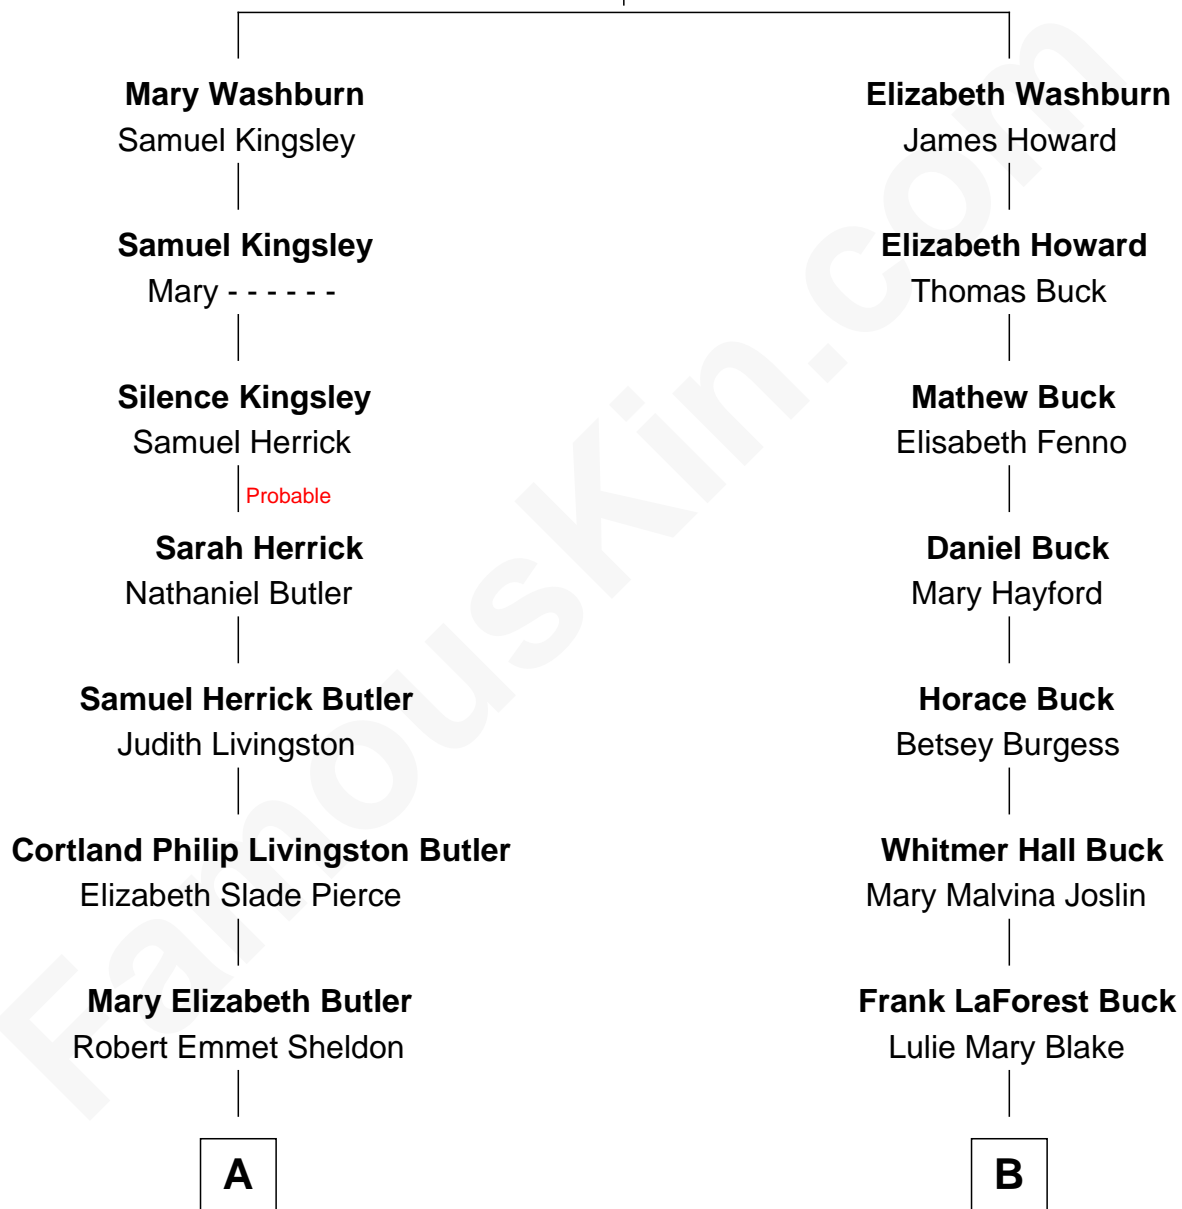 Mary Washburn
Samuel Kingsley
Samuel Kingsley
Mary - - - - - -
Silence Kingsley
Samuel Herrick
Probable
Sarah Herrick
Nathaniel Butler
Samuel Herrick Butler
Judith Livingston
Cortland Philip Livingston Butler
Elizabeth Slade Pierce
Mary Elizabeth Butler
Robert Emmet Sheldon
A
Elizabeth Washburn
James Howard
Elizabeth Howard
Thomas Buck
Mathew Buck
Elisabeth Fenno
Daniel Buck
Mary Hayford
Horace Buck
Betsey Burgess
Whitmer Hall Buck
Mary Malvina Joslin
Frank LaForest Buck
Lulie Mary Blake
B
FamousKin.com